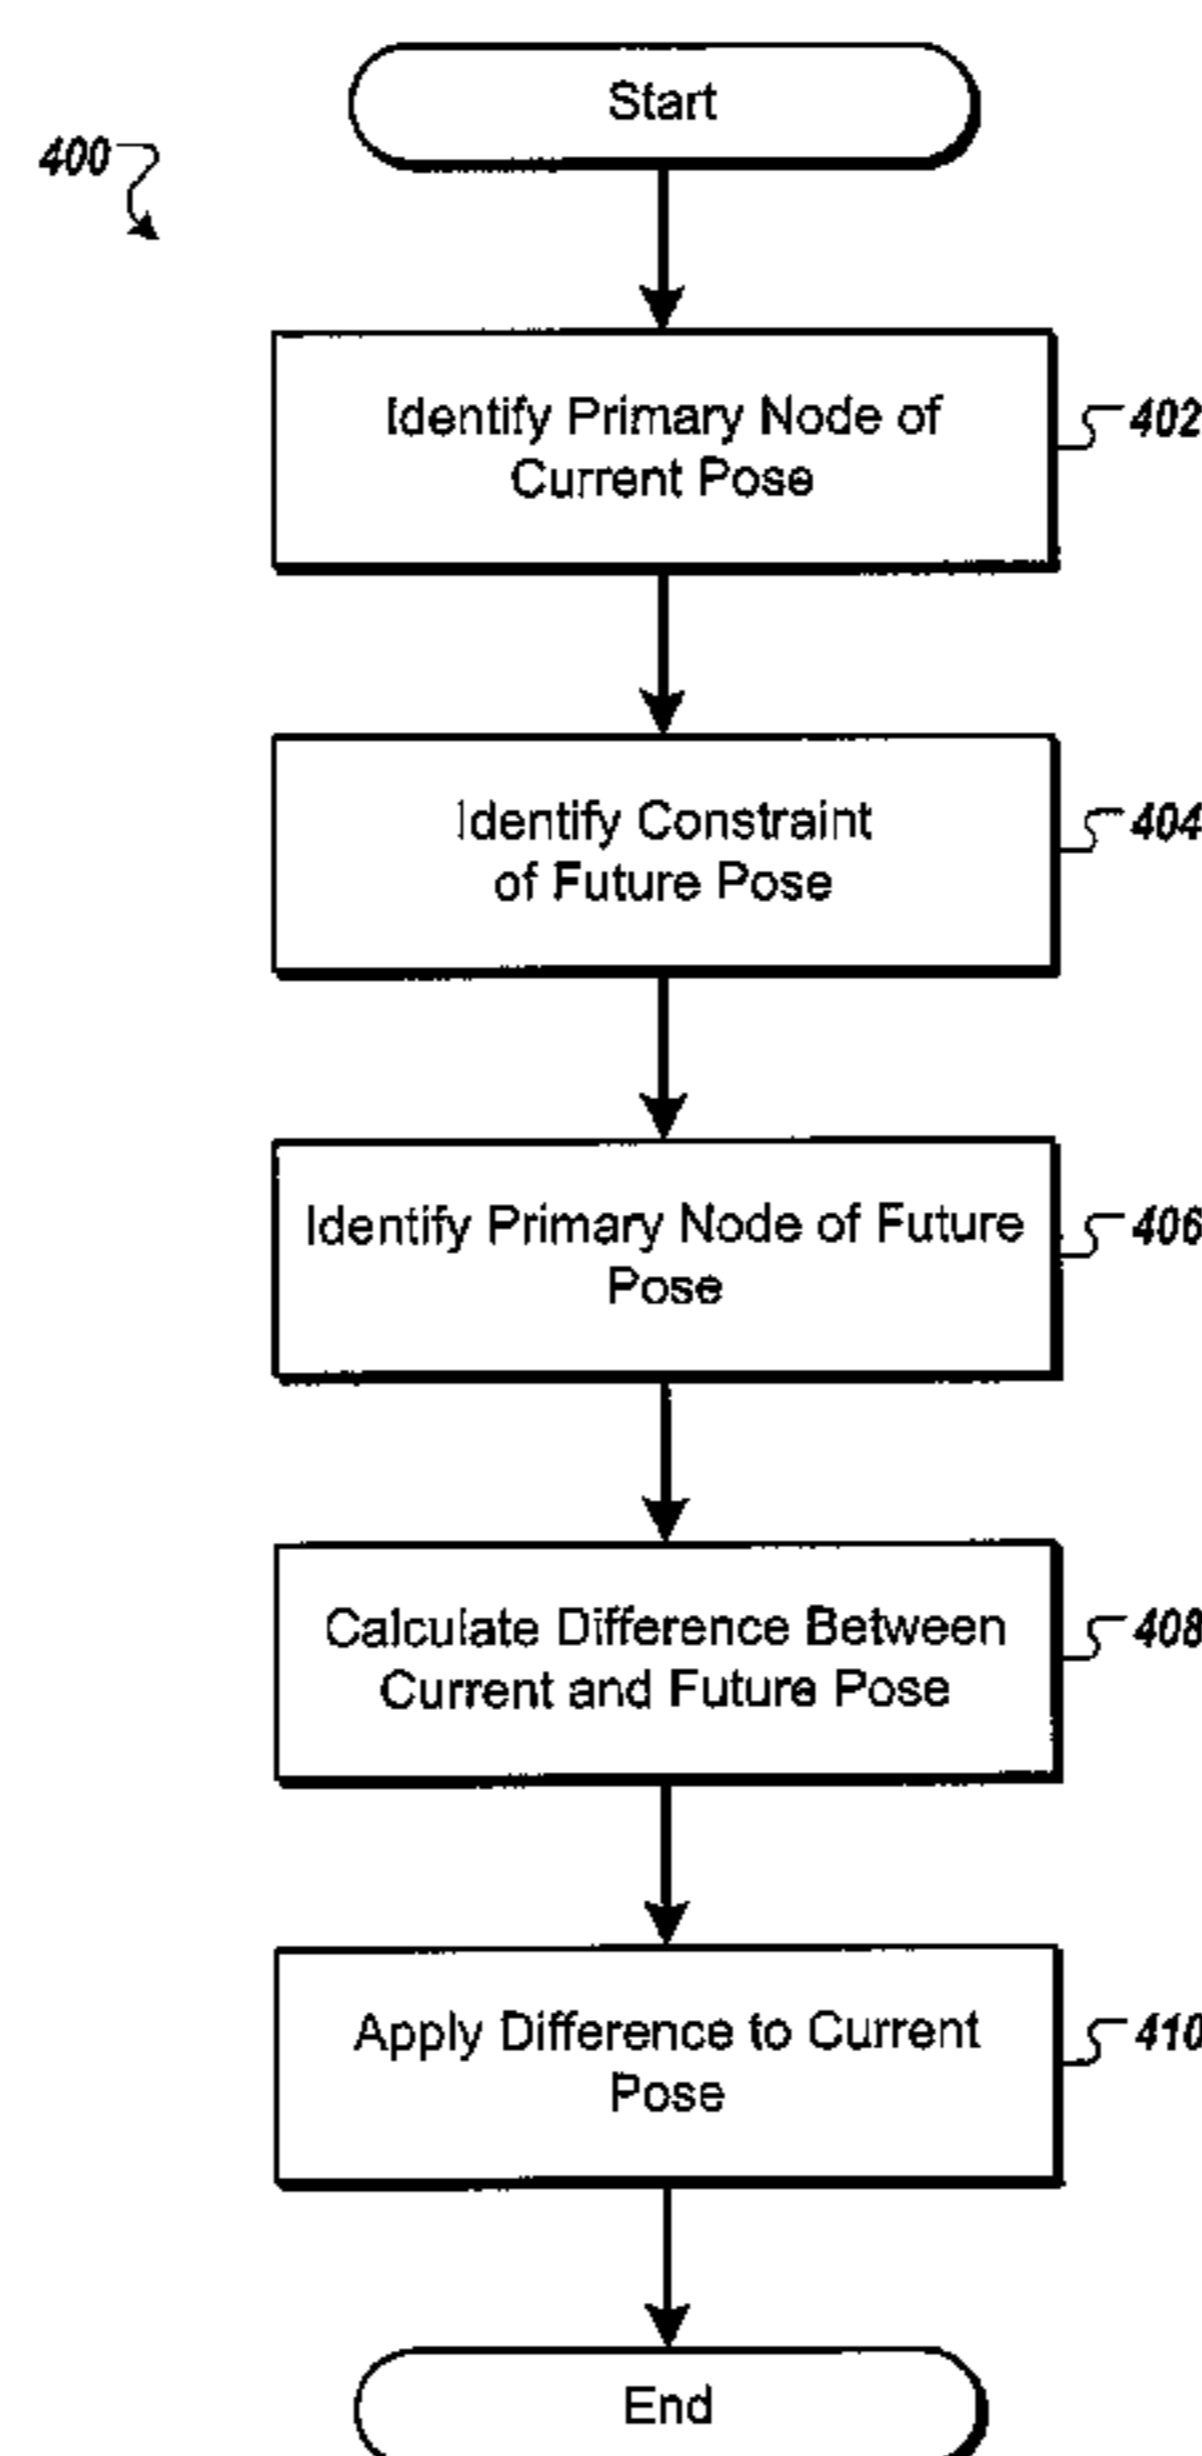 Start
400
Identify Primary Node of
Current Pose
402
Identify Constraint
of Future Pose
404
Identify Primary Node of Future
Pose
406
Calculate Difference Between
Current and Future Pose
408
Apply Difference to Current
Pose
410
End